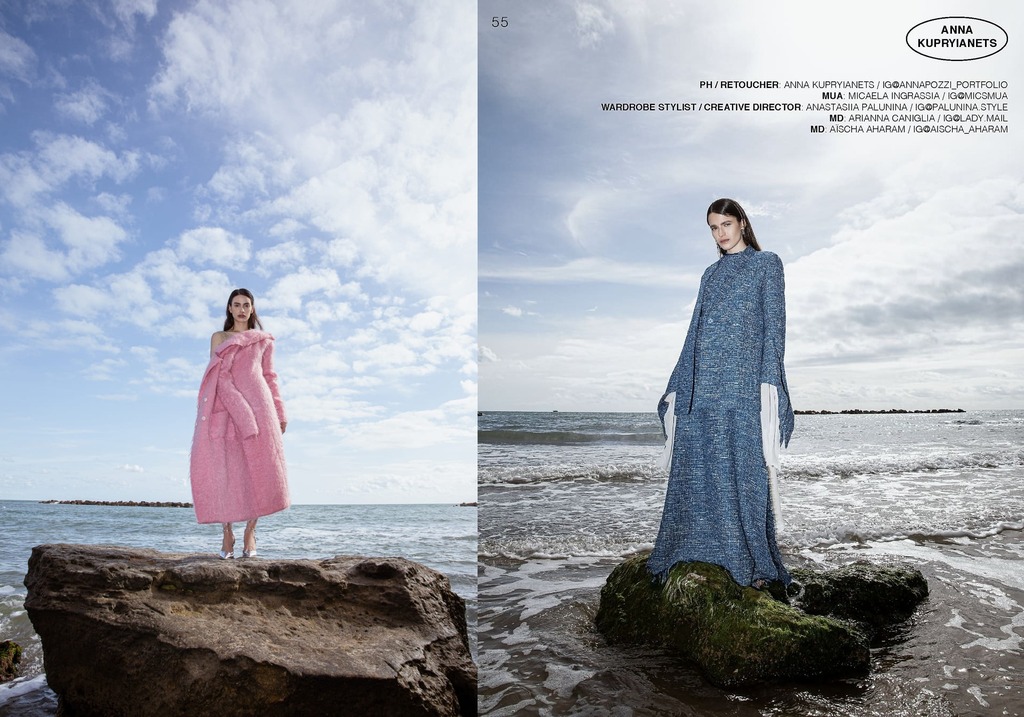 55
ANNA
KUPRYIANETS
PH / RETOUCHER: ANNA KUPRYIANETS / IG@ANNAPOZZI_PORTFOLIO
MUA: MICAELA INGRASSIA / IG@MICSMUA
WARDROBE STYLIST / CREATIVE DIRECTOR: ANASTASIIA PALUNINA / IG@PALUNINA.STYLE
MD: ARIANNA CANIGLIA / IG@LADY.MAIL
MD: AÏSCHA AHARAM / IG@AISCHA_AHARAM